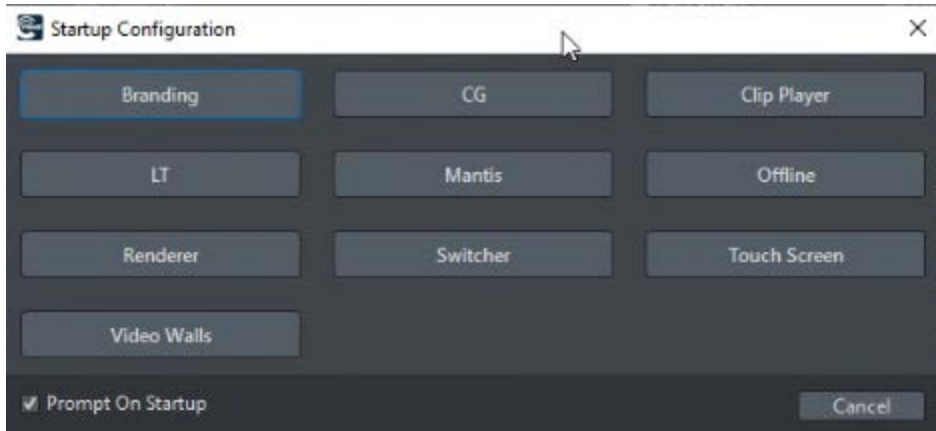 Startup Configuration
Branding CG Clip Player
LT Mantis Offline
Renderer Switcher Touch Screen
Video Walls
Prompt On Startup Cancel